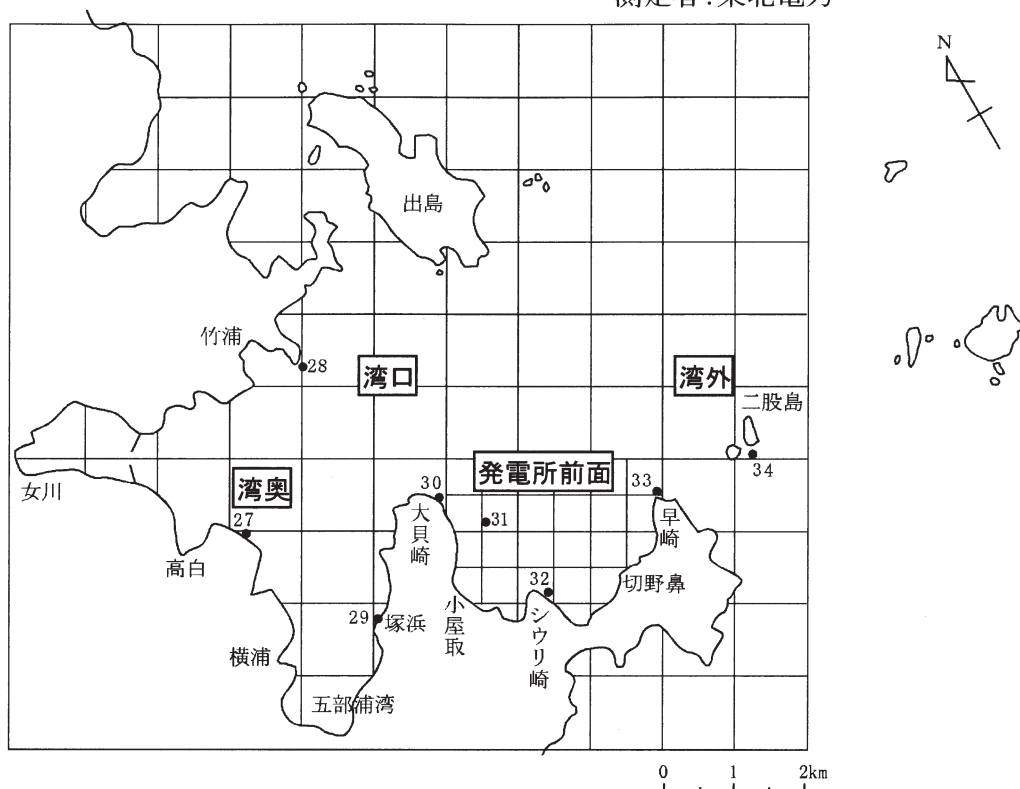 測定者：東北電力
N
出島
竹浦
28
湾口
湾外
二股島
34
発電所前面
女川
湾奥
27
30
大貝崎
31
33
早崎
高白
32
切野鼻
29
塚浜
小屋取
シウリ崎
横浦
五部浦湾
0 1 2km